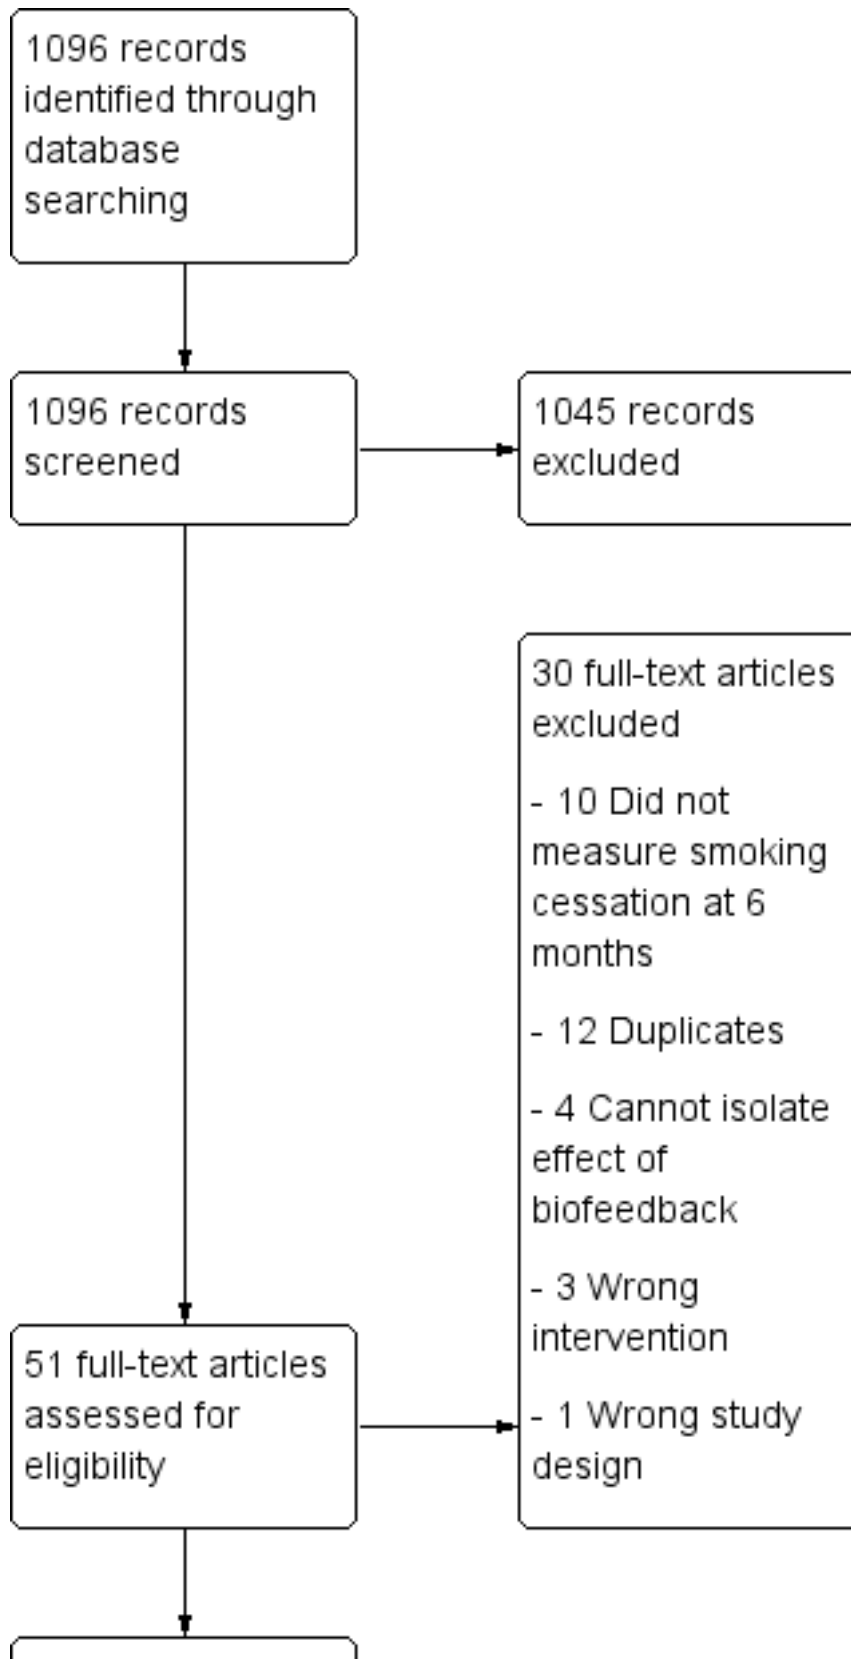 1096 records
identified through
database
searching
1096 records
screened
1045 records
excluded
30 full-text articles
excluded
- 10 Did not
measure smoking
cessation at 6
months
- 12 Duplicates
- 4 Cannot isolate
effect of
biofeedback
- 3 Wrong
intervention
- 1 Wrong study
design
51 full-text articles
assessed for
eligibility